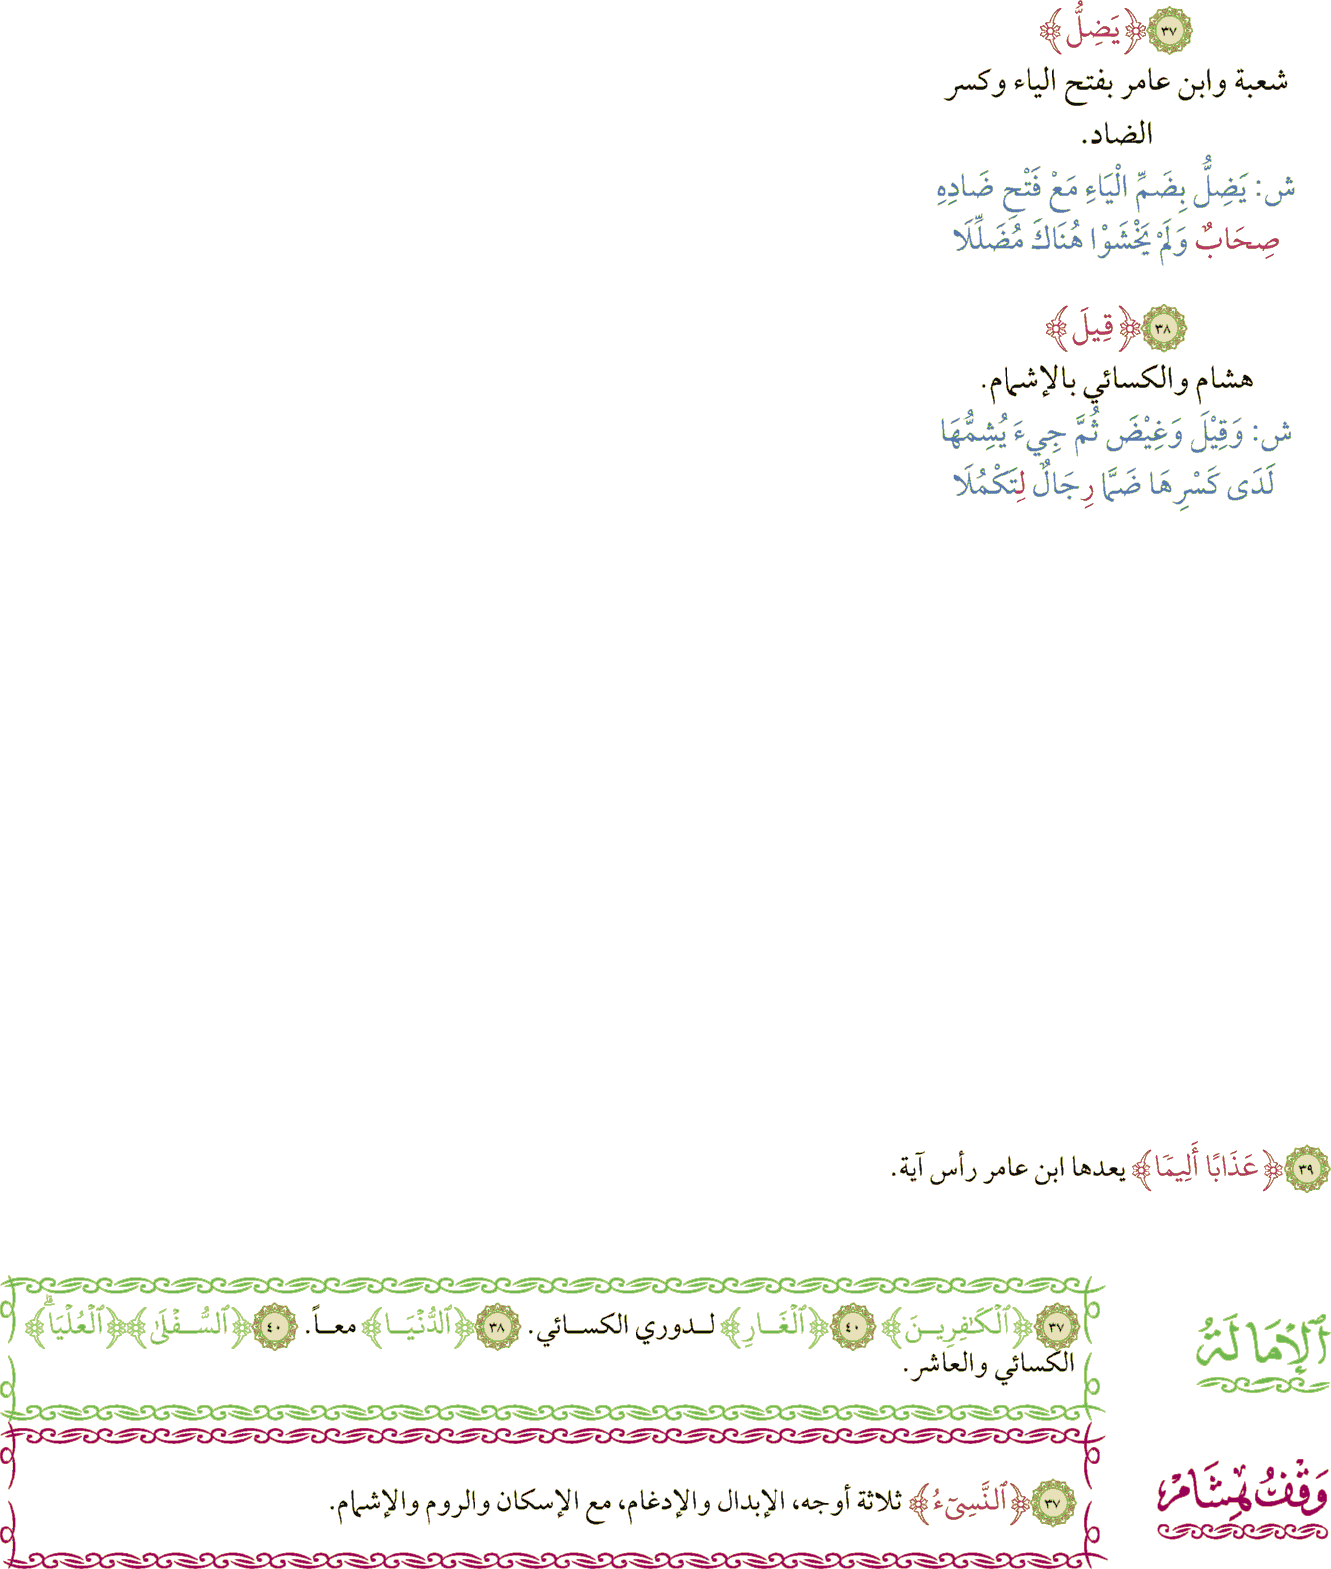 ٣٧ ﴿يَضِلُّ﴾
شعبة وابن عامر بفتح الياء وكسر
الضاد.
ش: يَضِلُّ بِضَمِّ الْيَاءِ مَعْ فَتْحِ ضَادِهِ
صِحَابٌ وَلَمْ يَخْشَوْا هُنَاكَ مُضَلِّلَا
٣٨ ﴿قِيلَ﴾
هشام والكسائي بالإشمام.
ش: وَقِيْلَ وَغِيْضَ ثُمَّ جِيءَ يُشِمُّهَا
لَدَى كَسْرِهَا ضَمًّا رِجَالٌ لِتَكْمُلَا
٣٩ ﴿عَذَابًا أَلِيمًا﴾ يعدها ابن عامر رأس آية.
ٱلْإِمَالَةُ
٣٧ ﴿ٱلْكَٰفِرِينَ﴾ ٤٠ ﴿ٱلْغَارِ﴾ لدوري الكسائي. ٣٨ ﴿ٱلدُّنْيَا﴾ معاً. ٤٠ ﴿ٱلسُّفْلَىٰ﴾ ﴿ٱلْعُلْيَاۗ﴾
الكسائي والعاشر.
وَقْفُ هِشَامْ
٣٧ ﴿ٱلنَّسِىٓءُ﴾ ثلاثة أوجه، الإبدال والإدغام، مع الإسكان والروم والإشمام.